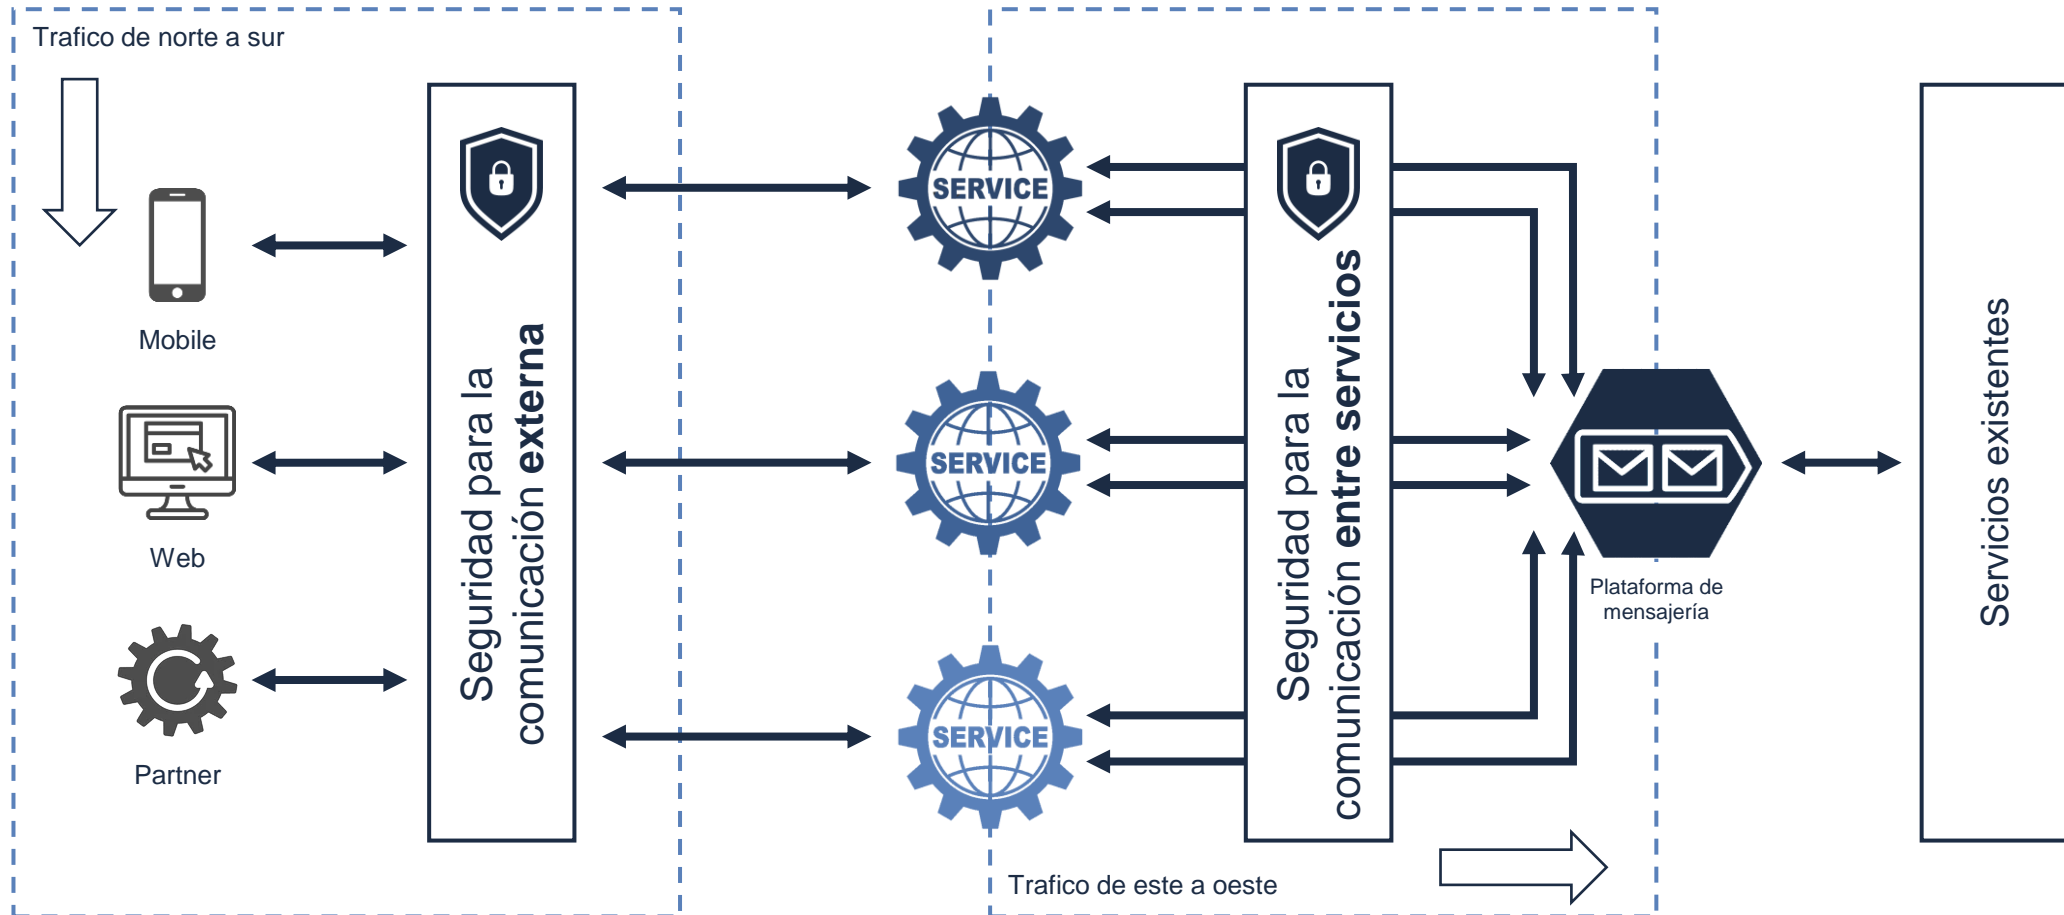 Trafico de norte a sur
Mobile
Web
Partner
Seguridad para la
comunicación externa
SERVICE
SERVICE
SERVICE
Seguridad para la
comunicación entre servicios
Plataforma de
mensajería
Servicios existentes
Trafico de este a oeste